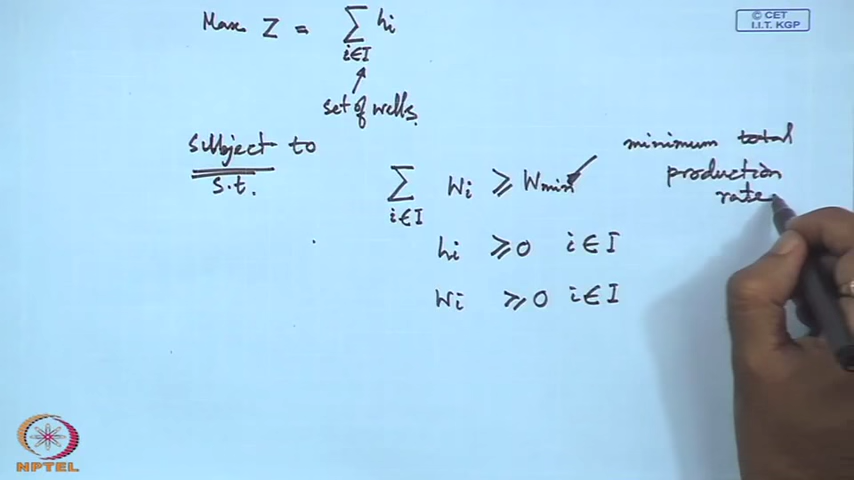 © CET
I.I.T. KGP
Max Z = ∑ hi
i∈I
set of wells.
subject to
s.t.
minimum total
production
rate
∑ Wi ≥ Wmin
i∈I
hi ≥ 0 i∈I
Wi ≥ 0 i∈I
NPTEL